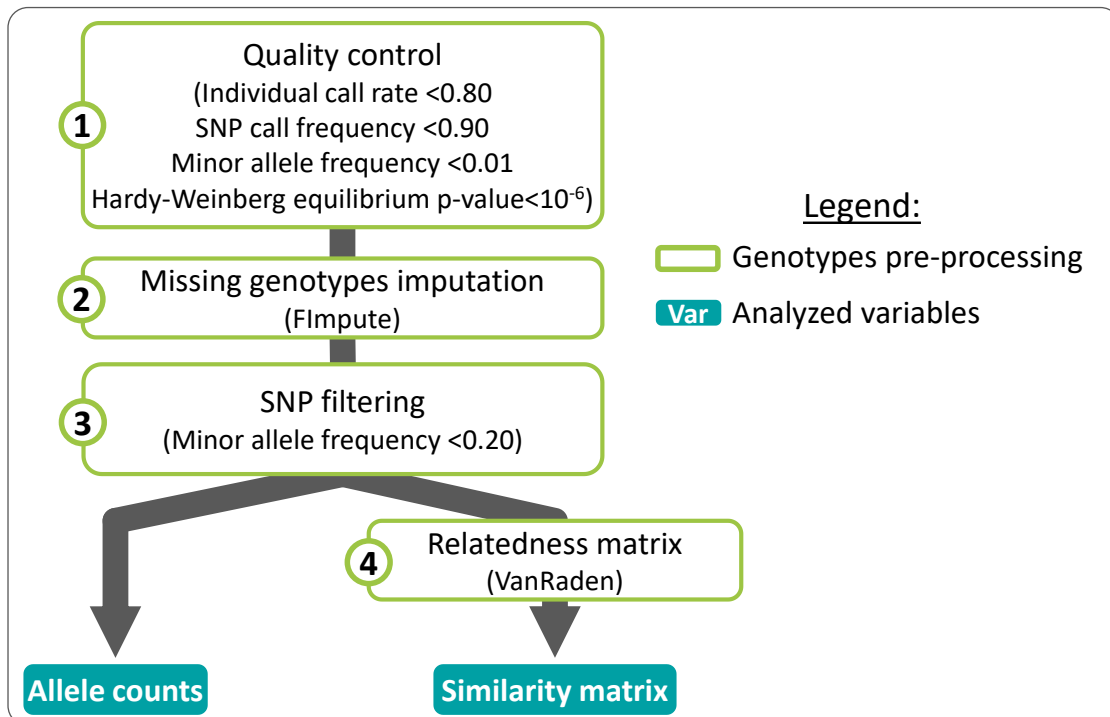 Quality control
(Individual call rate <0.80
1
SNP call frequency <0.90
Minor allele frequency <0.01
Hardy-Weinberg equilibrium p-value<10⁻⁶)
Legend:
Genotypes pre-processing
Var Analyzed variables
2
Missing genotypes imputation
(FImpute)
3
SNP filtering
(Minor allele frequency <0.20)
4
Relatedness matrix
(VanRaden)
Allele counts
Similarity matrix